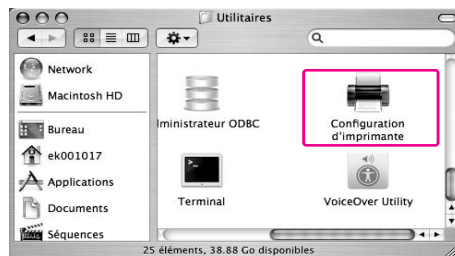 Utilitaires
Network
Macintosh HD
Bureau
ek001017
Applications
Documents
Séquences
lministrateur ODBC
Configuration
d'imprimante
Terminal
VoiceOver Utility
25 éléments, 38.88 Go disponibles